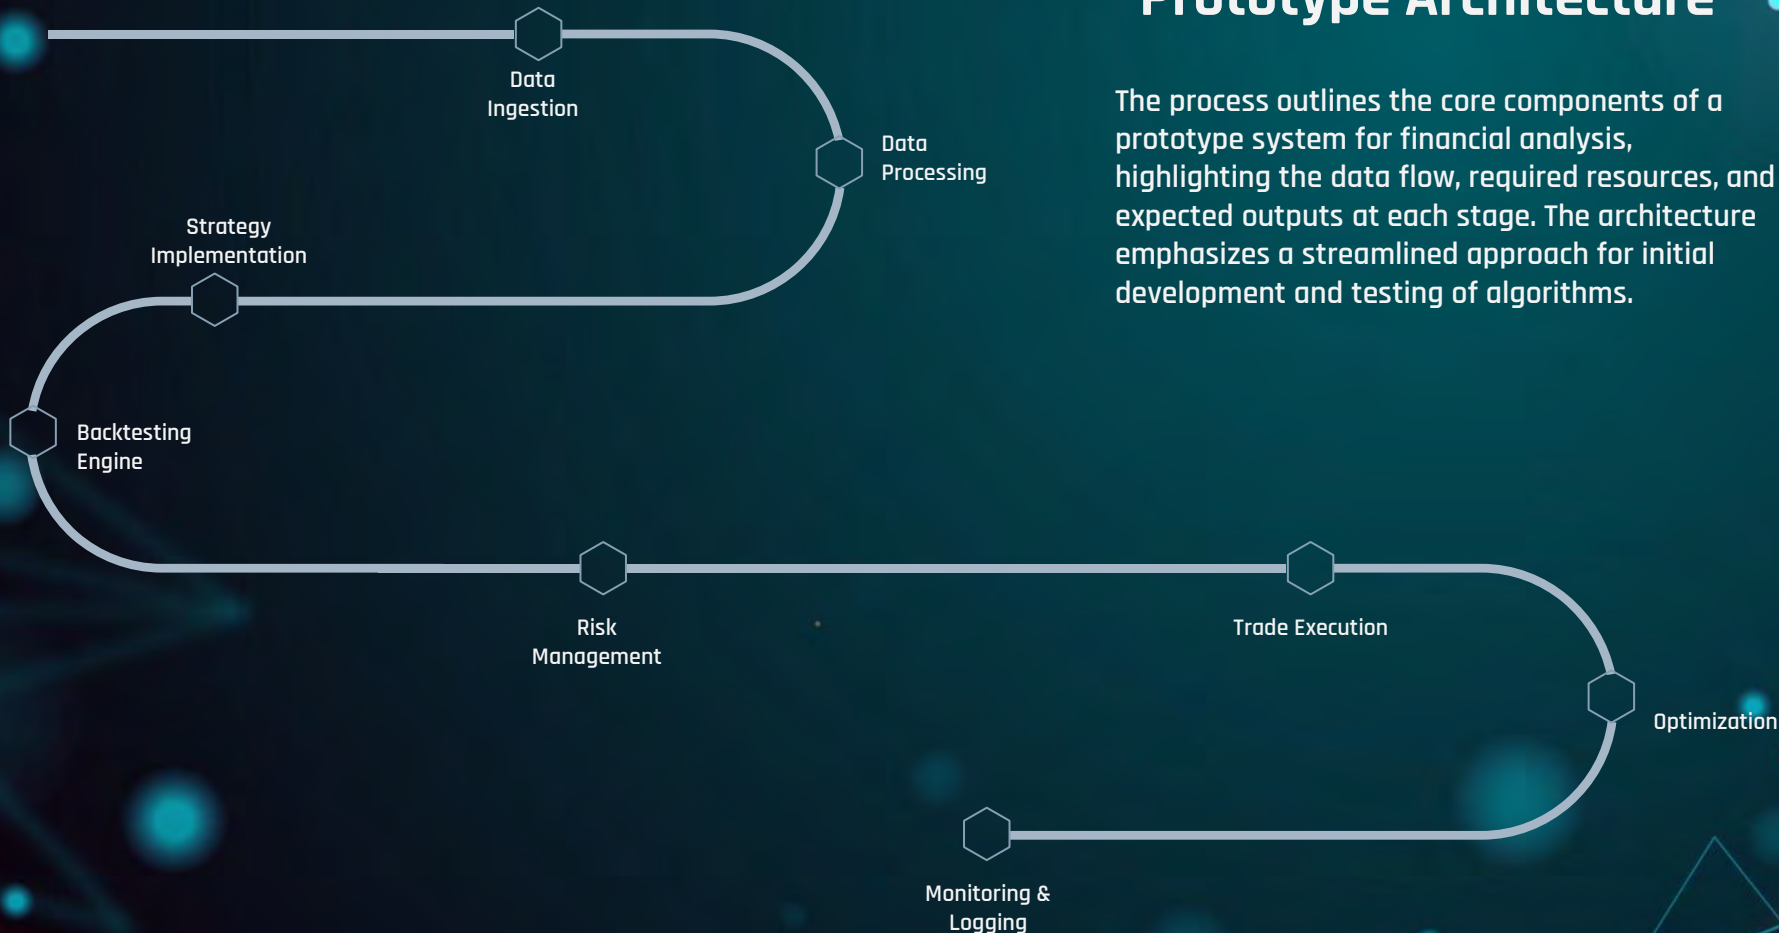 Prototype Architecture
The process outlines the core components of a
prototype system for financial analysis,
highlighting the data flow, required resources, and
expected outputs at each stage. The architecture
emphasizes a streamlined approach for initial
development and testing of algorithms.
Data
Ingestion
Data
Processing
Strategy
Implementation
Backtesting
Engine
Risk
Management
Trade Execution
Optimization
Monitoring &
Logging